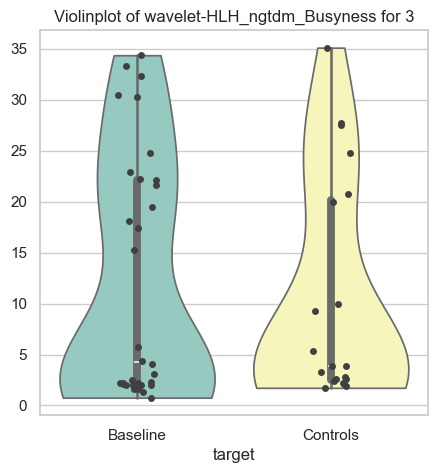 Violinplot of wavelet-HLH_ngtdm_Busyness for 3
35
30
25
20
15
10
5
0
Baseline Controls
target